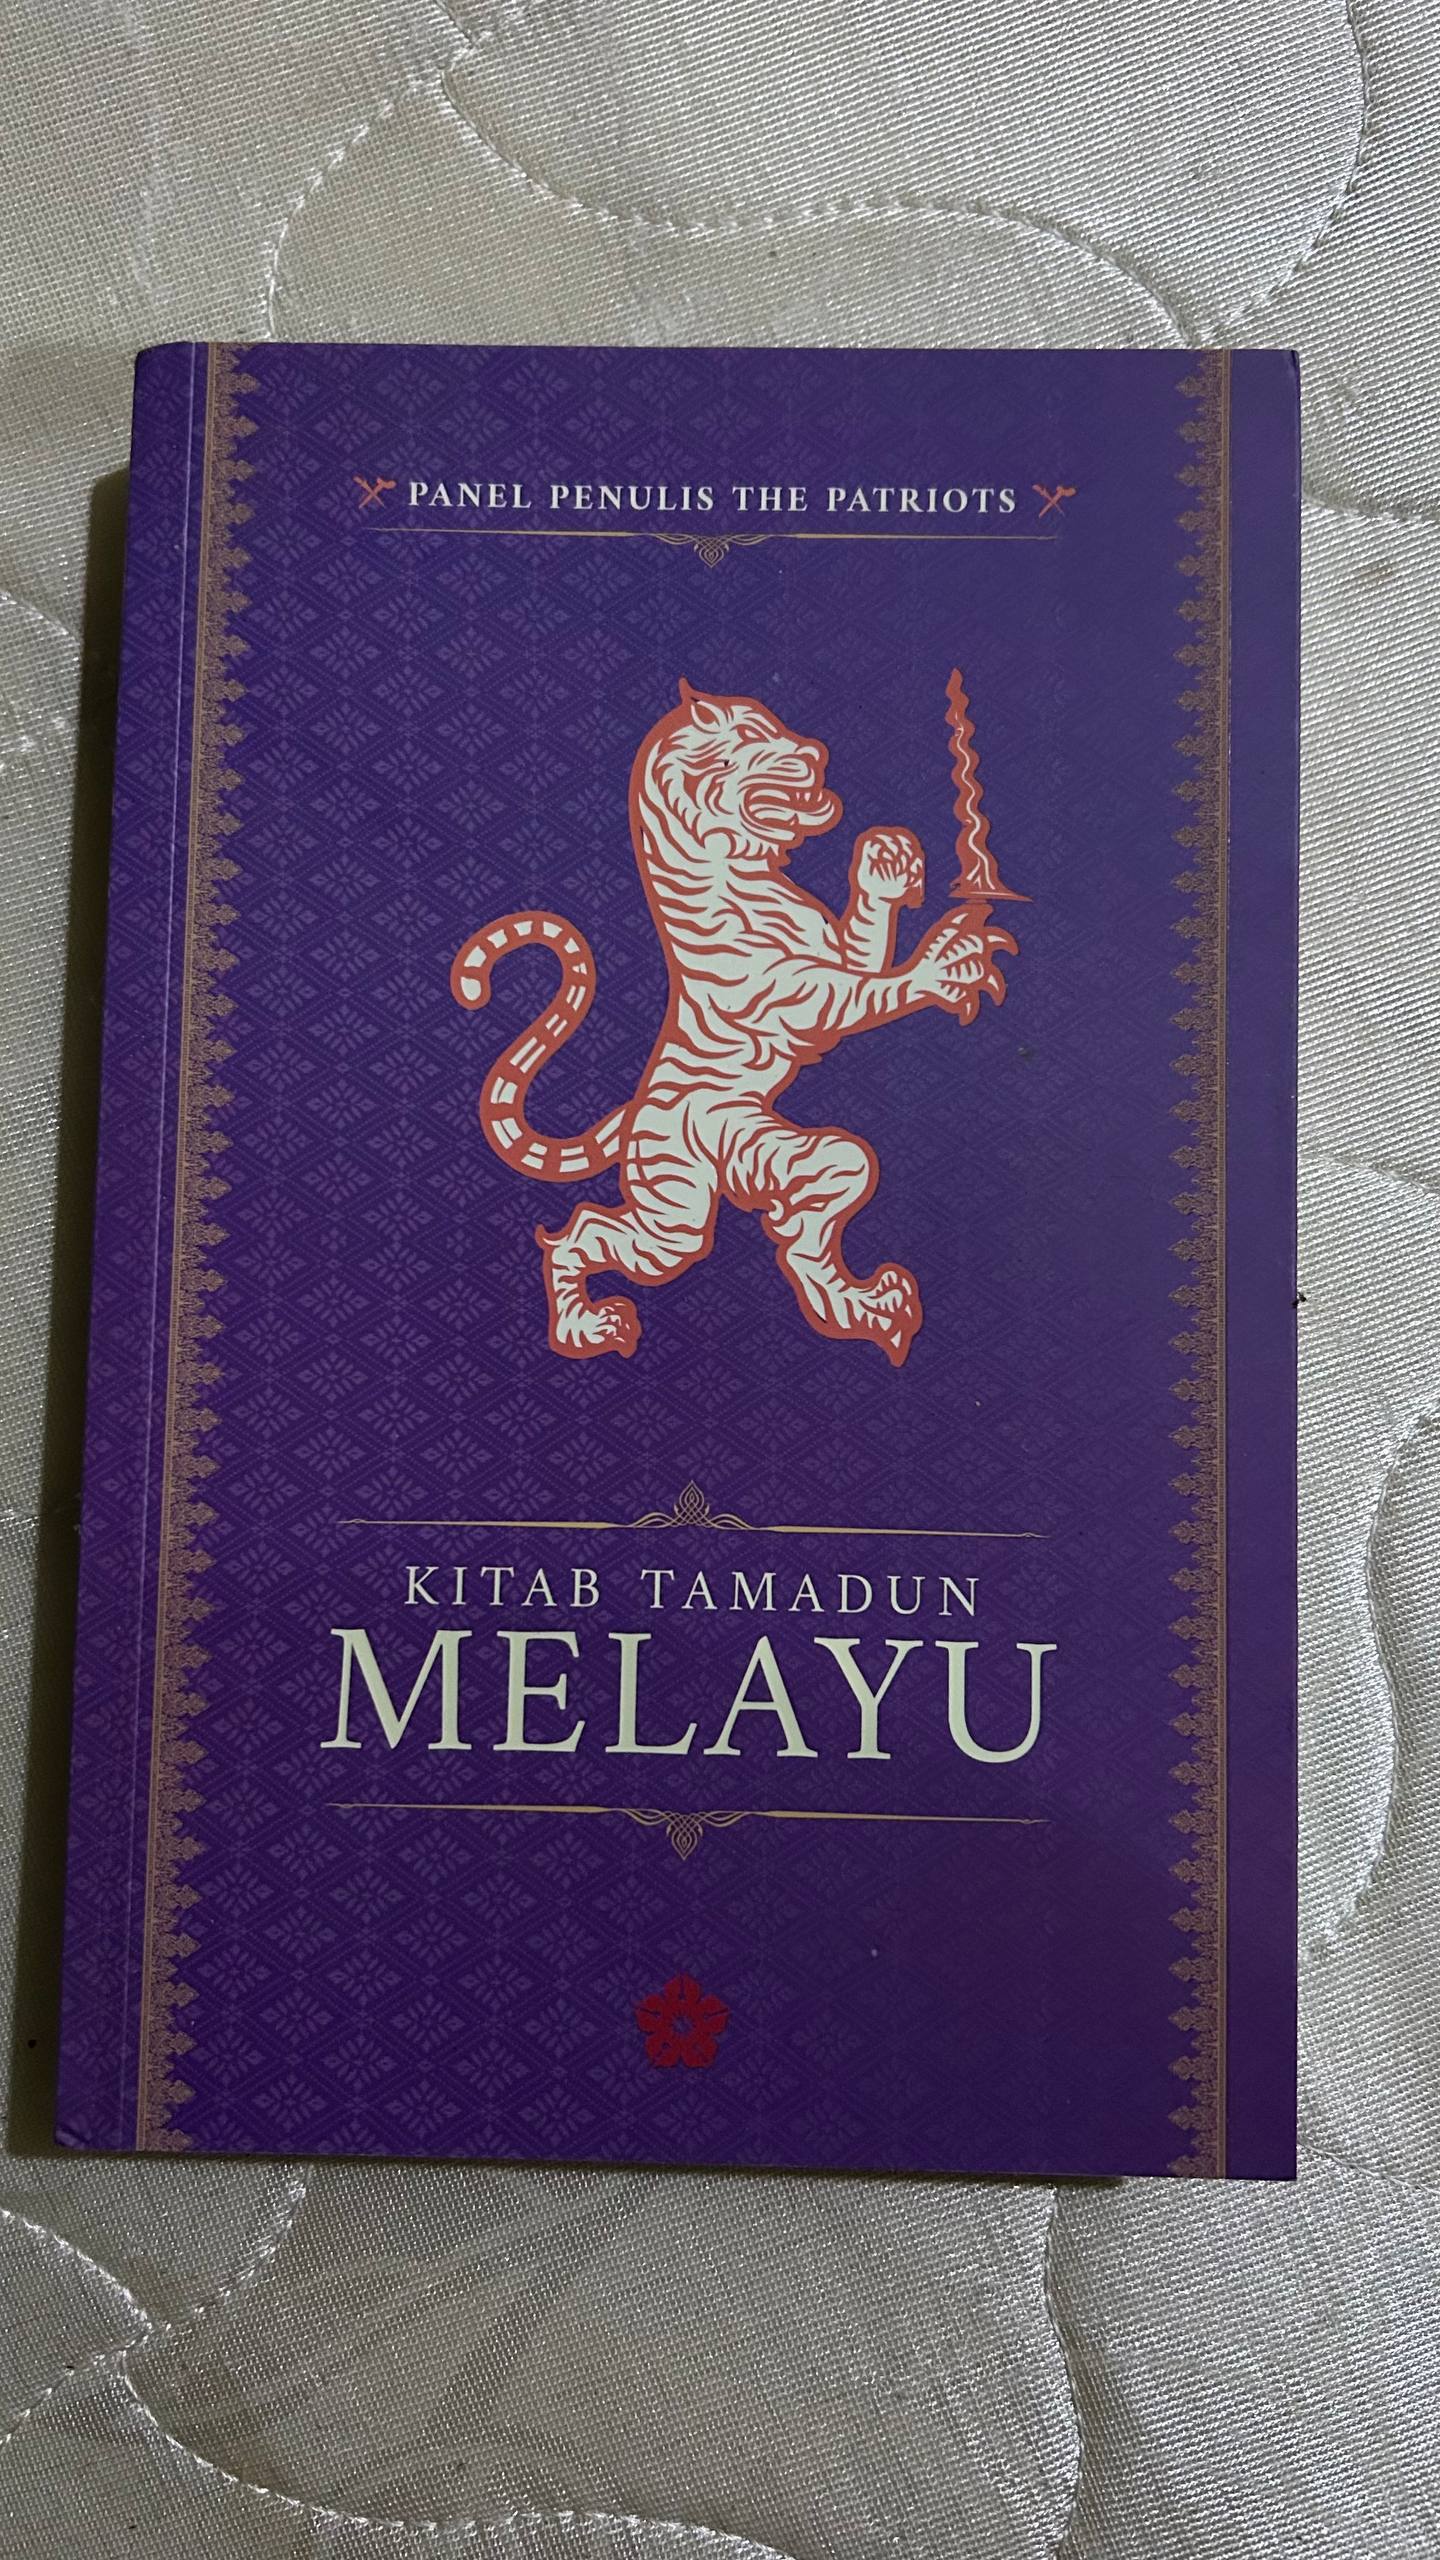 PANEL PENULIS THE PATRIOTS
KITAB TAMADUN
MELAYU